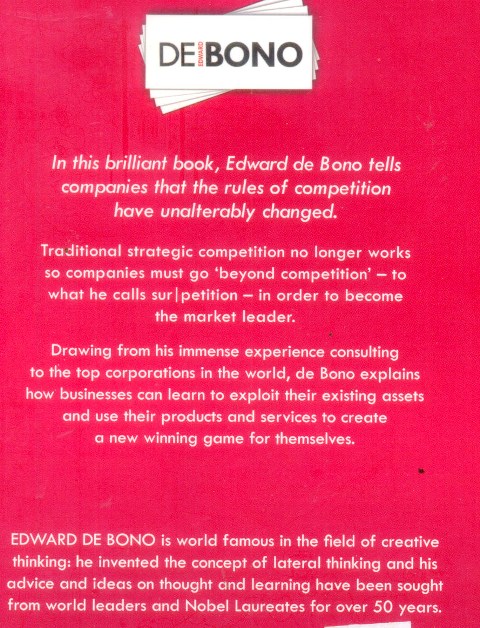 DE EDWARD BONO
In this brilliant book, Edward de Bono tells
companies that the rules of competition
have unalterably changed.
Traditional strategic competition no longer works
so companies must go ‘beyond competition’ – to
what he calls sur|petition – in order to become
the market leader.
Drawing from his immense experience consulting
to the top corporations in the world, de Bono explains
how businesses can learn to exploit their existing assets
and use their products and services to create
a new winning game for themselves.
EDWARD DE BONO is world famous in the field of creative
thinking: he invented the concept of lateral thinking and his
advice and ideas on thought and learning have been sought
from world leaders and Nobel Laureates for over 50 years.